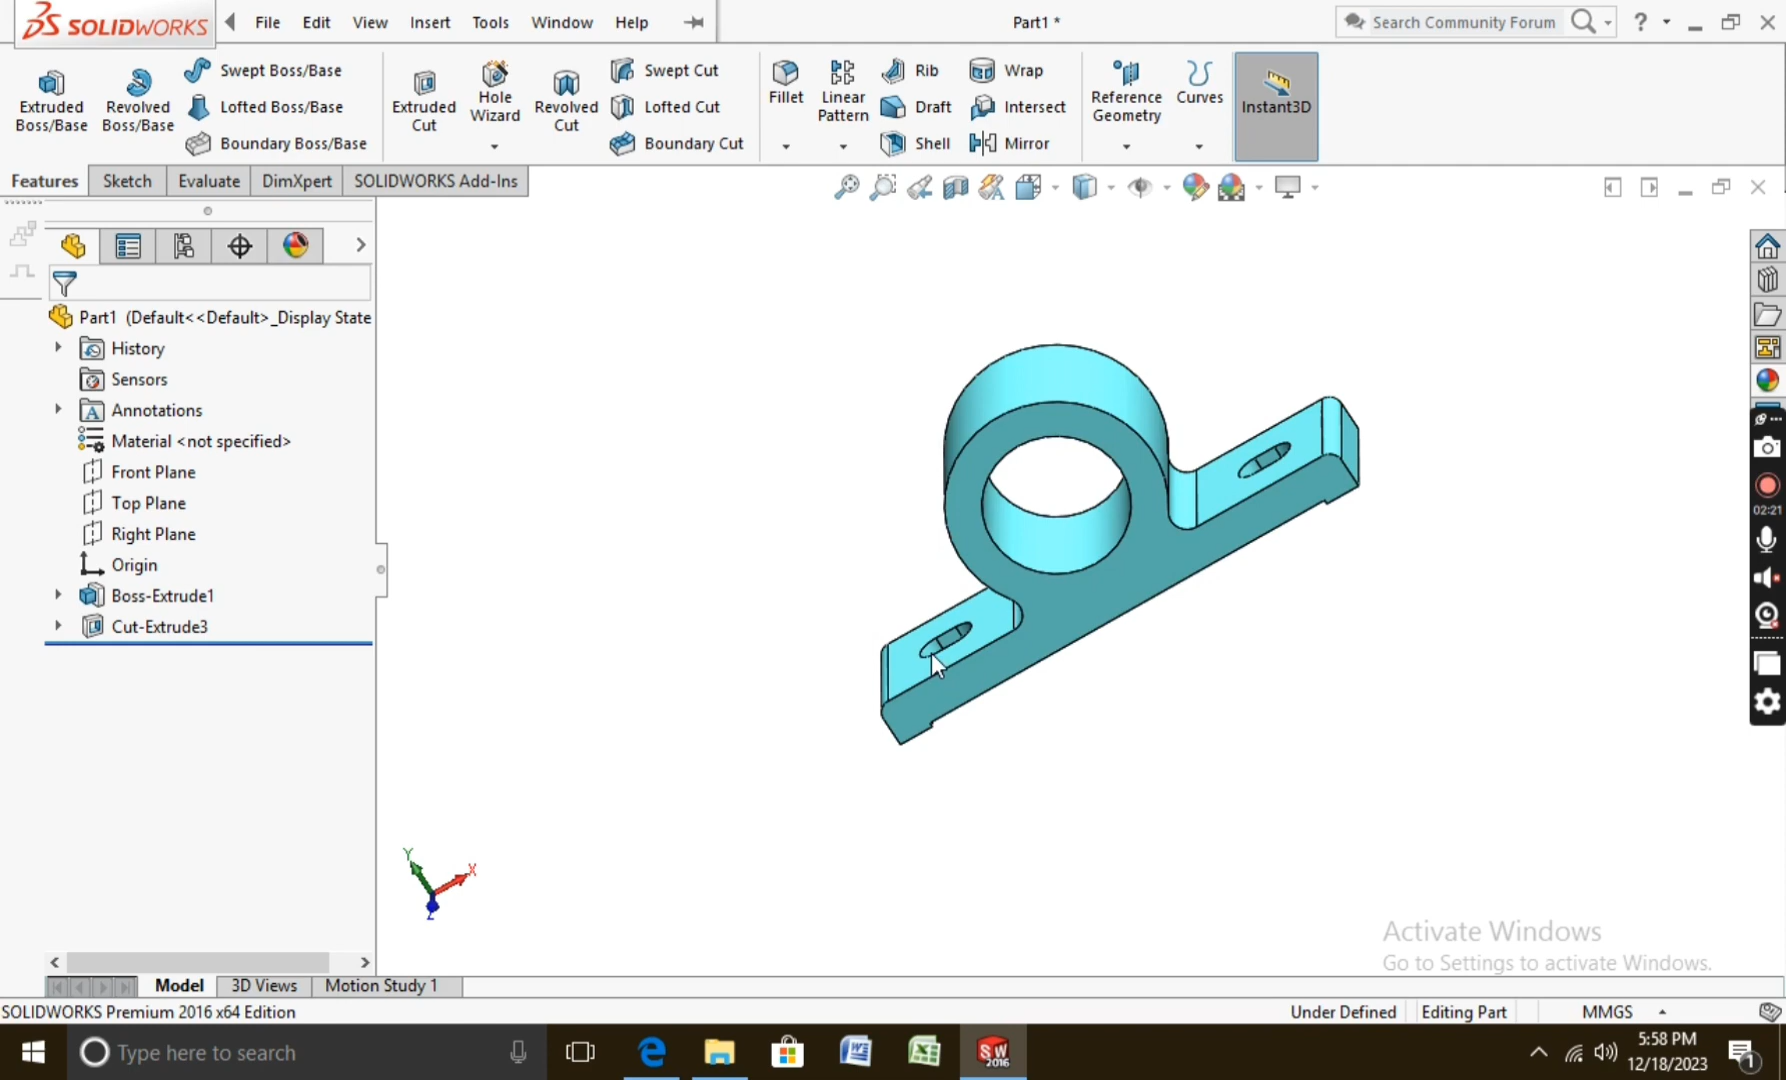 SOLIDWORKS File Edit View Insert Tools Window Help Part1 * Search Community Forum ?
Extruded Boss/Base
Revolved Boss/Base
Swept Boss/Base
Lofted Boss/Base
Boundary Boss/Base
Extruded Cut
Hole Wizard
Revolved Cut
Swept Cut
Lofted Cut
Boundary Cut
Fillet
Linear Pattern
Rib
Draft
Shell
Wrap
Intersect
Mirror
Reference Geometry
Curves
Instant3D
Features Sketch Evaluate DimXpert SOLIDWORKS Add-Ins
Part1 (Default<<Default>_Display State
History
Sensors
A Annotations
Material <not specified>
Front Plane
Top Plane
Right Plane
Origin
Boss-Extrude1
Cut-Extrude3
02:21
Y
X
Z
Activate Windows
Go to Settings to activate Windows.
Model 3D Views Motion Study 1
SOLIDWORKS Premium 2016 x64 Edition Under Defined Editing Part MMGS
Type here to search
SW
2016
5:58 PM
12/18/2023
1